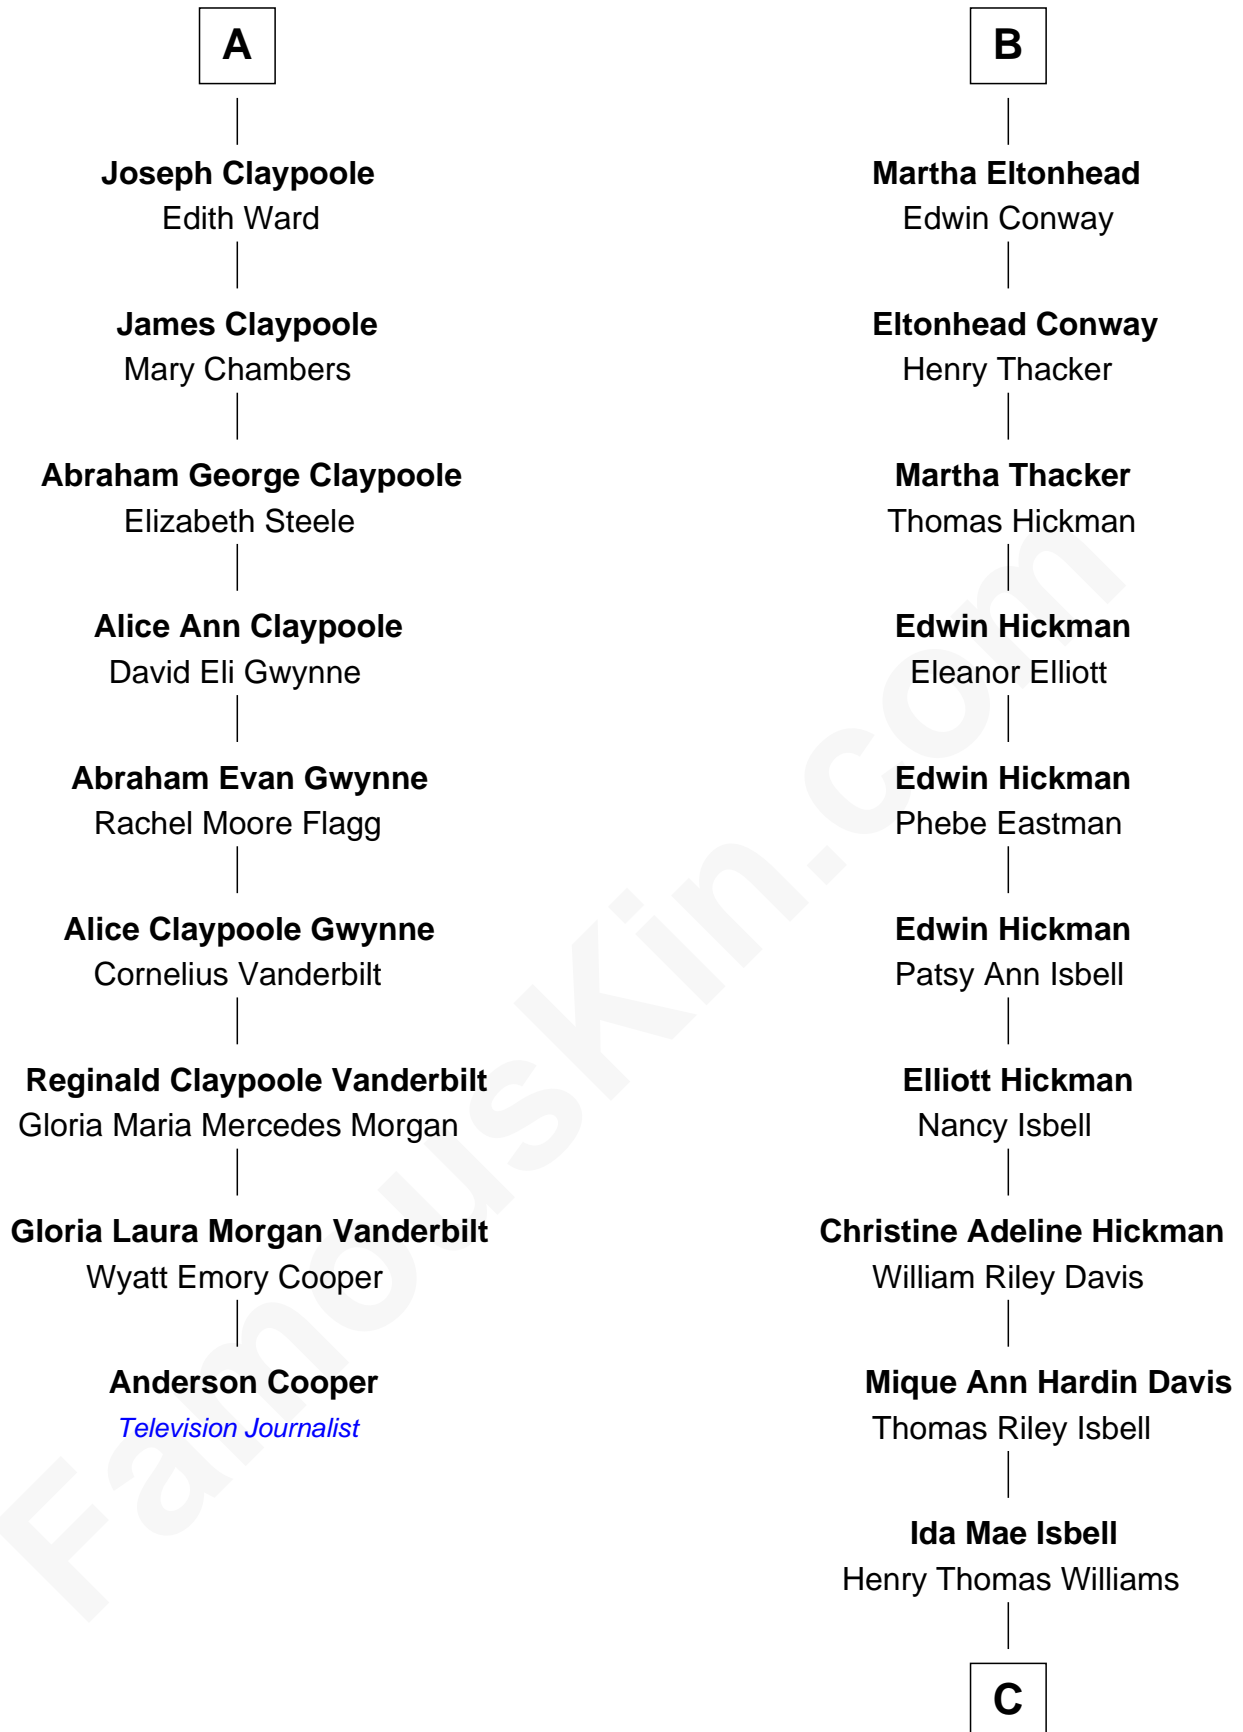 A
Joseph Claypoole
Edith Ward
James Claypoole
Mary Chambers
Abraham George Claypoole
Elizabeth Steele
Alice Ann Claypoole
David Eli Gwynne
Abraham Evan Gwynne
Rachel Moore Flagg
Alice Claypoole Gwynne
Cornelius Vanderbilt
Reginald Claypoole Vanderbilt
Gloria Maria Mercedes Morgan
Gloria Laura Morgan Vanderbilt
Wyatt Emory Cooper
Anderson Cooper
Television Journalist
B
Martha Eltonhead
Edwin Conway
Eltonhead Conway
Henry Thacker
Martha Thacker
Thomas Hickman
Edwin Hickman
Eleanor Elliott
Edwin Hickman
Phebe Eastman
Edwin Hickman
Patsy Ann Isbell
Elliott Hickman
Nancy Isbell
Christine Adeline Hickman
William Riley Davis
Mique Ann Hardin Davis
Thomas Riley Isbell
Ida Mae Isbell
Henry Thomas Williams
C
FamousKin.com